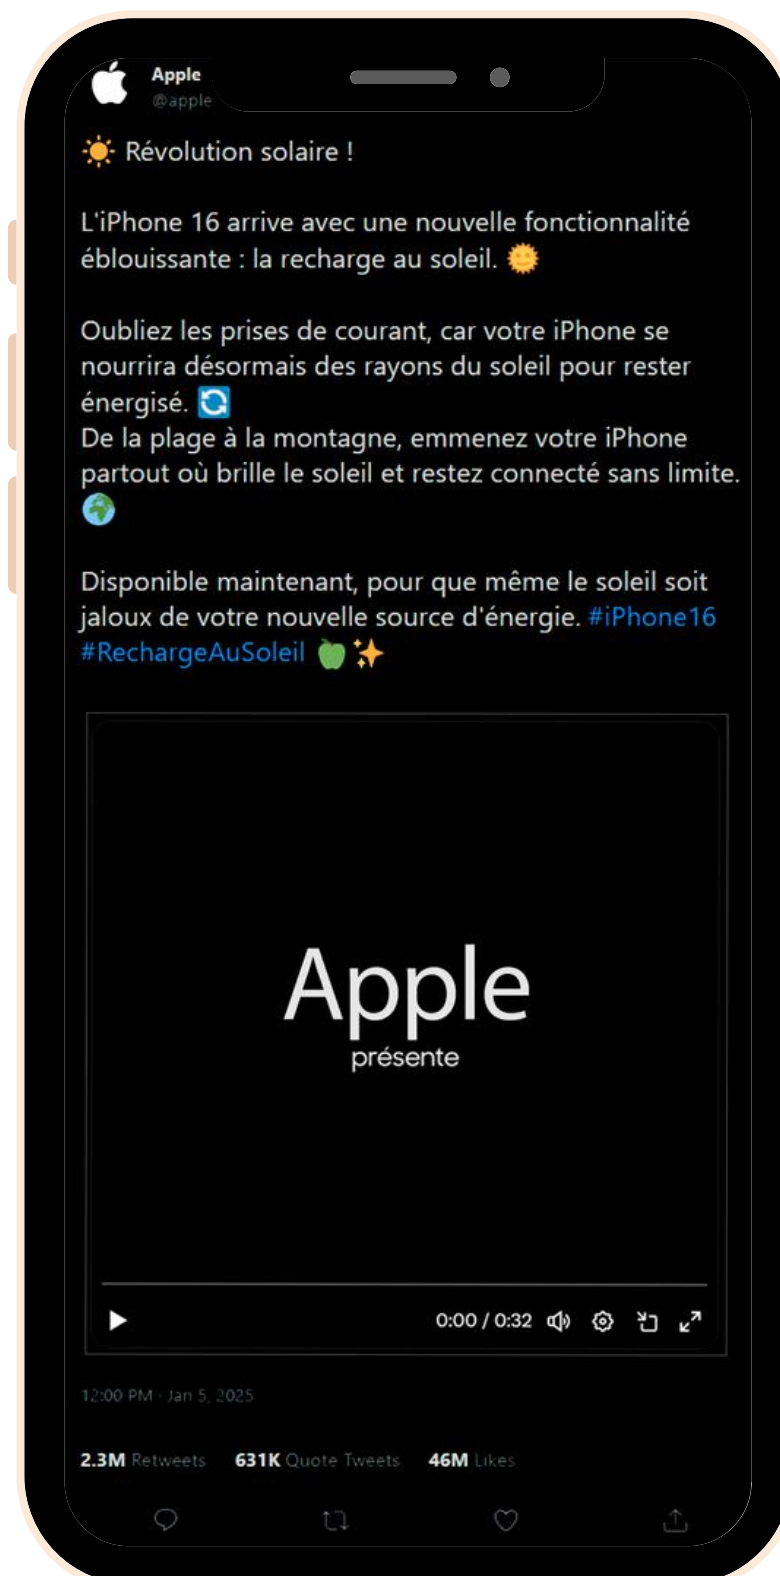 Apple
@apple
Révolution solaire !
L'iPhone 16 arrive avec une nouvelle fonctionnalité
éblouissante : la recharge au soleil.
Oubliez les prises de courant, car votre iPhone se
nourrira désormais des rayons du soleil pour rester
énergisé.
De la plage à la montagne, emmenez votre iPhone
partout où brille le soleil et restez connecté sans limite.
Disponible maintenant, pour que même le soleil soit
jaloux de votre nouvelle source d'énergie. #iPhone16
#RechargeAuSoleil
Apple
présente
0:00 / 0:32
12:00 PM · Jan 5, 2025
2.3M Retweets 631K Quote Tweets 46M Likes